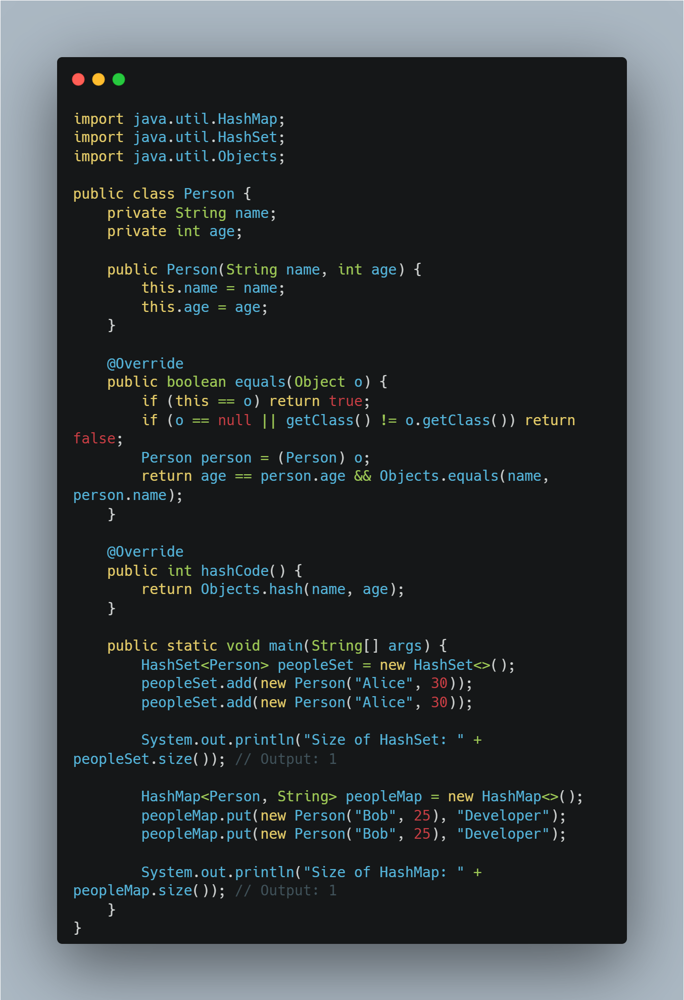 import java.util.HashMap;
import java.util.HashSet;
import java.util.Objects;

public class Person {
    private String name;
    private int age;

    public Person(String name, int age) {
        this.name = name;
        this.age = age;
    }

    @Override
    public boolean equals(Object o) {
        if (this == o) return true;
        if (o == null || getClass() != o.getClass()) return
false;
        Person person = (Person) o;
        return age == person.age && Objects.equals(name,
person.name);
    }

    @Override
    public int hashCode() {
        return Objects.hash(name, age);
    }

    public static void main(String[] args) {
        HashSet<Person> peopleSet = new HashSet<>();
        peopleSet.add(new Person("Alice", 30));
        peopleSet.add(new Person("Alice", 30));

        System.out.println("Size of HashSet: " +
peopleSet.size()); // Output: 1

        HashMap<Person, String> peopleMap = new HashMap<>();
        peopleMap.put(new Person("Bob", 25), "Developer");
        peopleMap.put(new Person("Bob", 25), "Developer");

        System.out.println("Size of HashMap: " +
peopleMap.size()); // Output: 1
    }
}